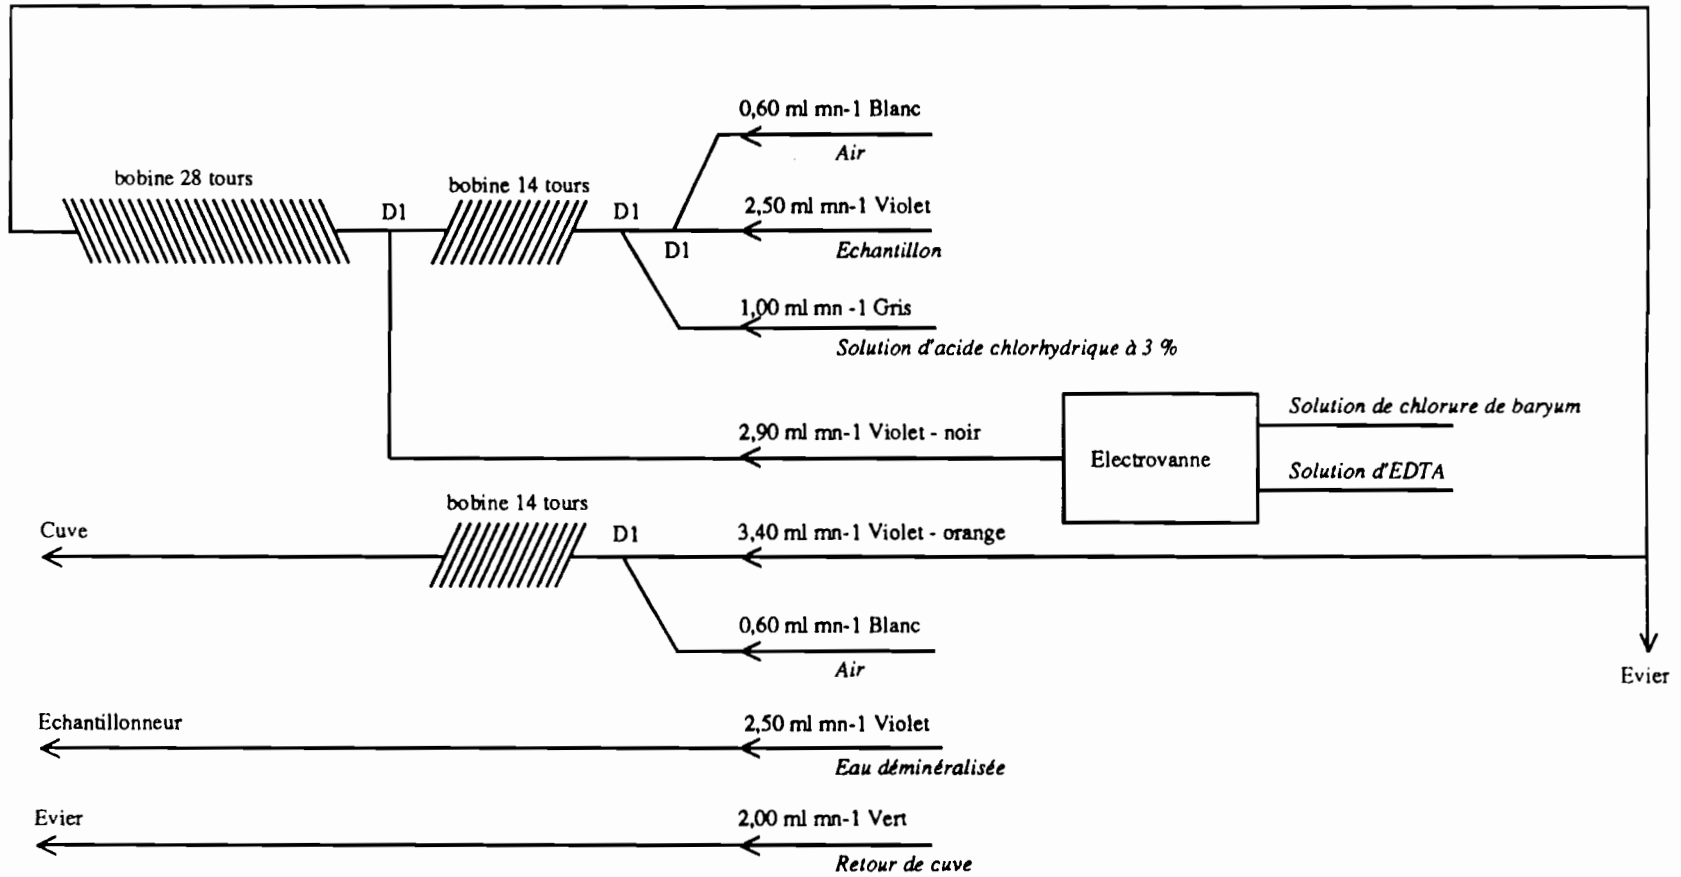 0,60 ml mn-1 Blanc
Air
bobine 28 tours
bobine 14 tours
D1
D1
2,50 ml mn-1 Violet
D1
Echantillon
1,00 ml mn -1 Gris
Solution d'acide chlorhydrique à 3 %
Solution de chlorure de baryum
2,90 ml mn-1 Violet - noir
Electrovanne
Solution d'EDTA
bobine 14 tours
Cuve
D1
3,40 ml mn-1 Violet - orange
0,60 ml mn-1 Blanc
Air
Evier
Echantillonneur
2,50 ml mn-1 Violet
Eau déminéralisée
Evier
2,00 ml mn-1 Vert
Retour de cuve